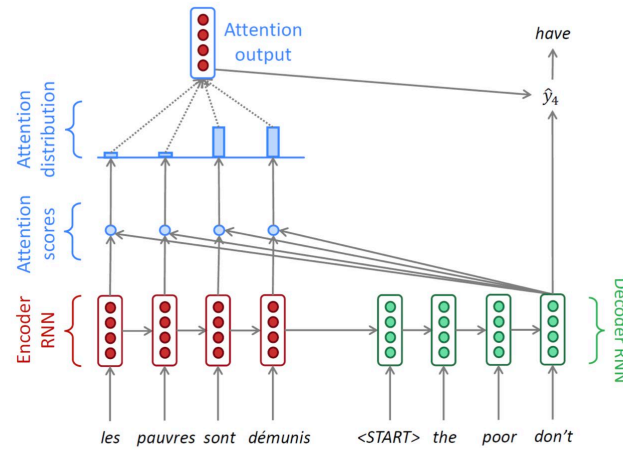 Attention
output
have
ŷ₄
Attention
distribution
Attention
scores
Encoder
RNN
Decoder RNN
les pauvres sont démunis <START> the poor don't